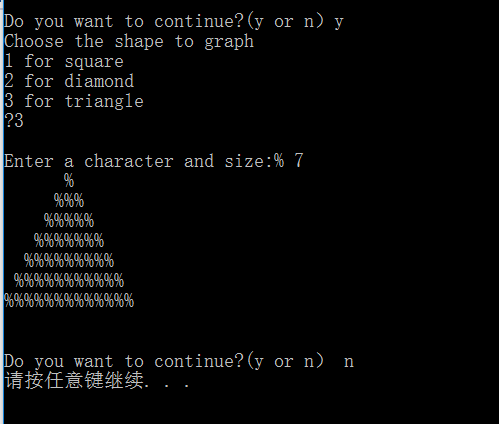 Do you want to continue?(y or n) y
Choose the shape to graph
1 for square
2 for diamond
3 for triangle
?3

Enter a character and size:% 7
      %
     %%%
    %%%%%
   %%%%%%%
  %%%%%%%%%
 %%%%%%%%%%%
%%%%%%%%%%%%%

Do you want to continue?(y or n)  n
请按任意键继续. . .